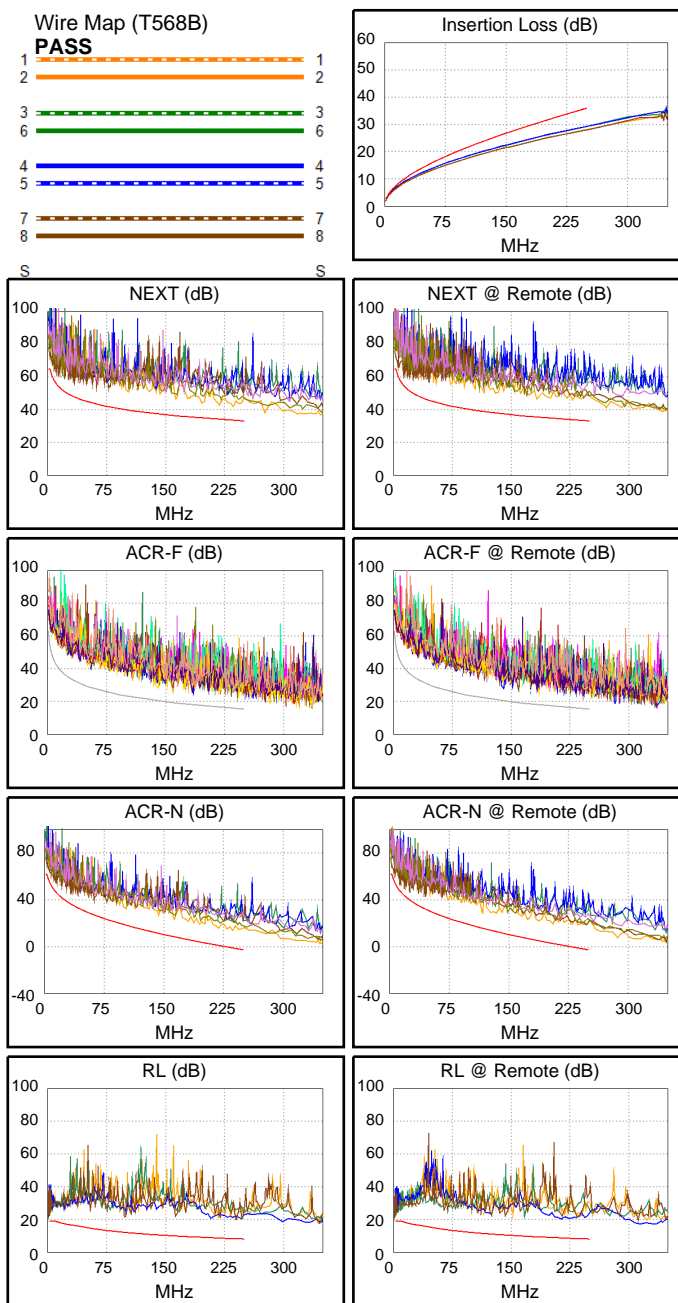 Wire Map (T568B)
PASS
1 1
2 2
3 3
6 6
4 4
5 5
7 7
8 8
S S
Insertion Loss (dB)
60
50
40
30
20
10
0
0 75 150 225 300
MHz
NEXT (dB)
100
80
60
40
20
0
0 75 150 225 300
MHz
NEXT @ Remote (dB)
100
80
60
40
20
0
0 75 150 225 300
MHz
ACR-F (dB)
100
80
60
40
20
0
0 75 150 225 300
MHz
ACR-F @ Remote (dB)
100
80
60
40
20
0
0 75 150 225 300
MHz
ACR-N (dB)
80
40
0
-40
0 75 150 225 300
MHz
ACR-N @ Remote (dB)
80
40
0
-40
0 75 150 225 300
MHz
RL (dB)
100
80
60
40
20
0
0 75 150 225 300
MHz
RL @ Remote (dB)
100
80
60
40
20
0
0 75 150 225 300
MHz